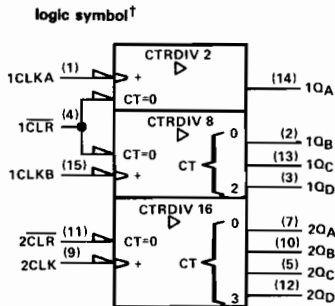 logic symbol†
CTRDIV 2
1CLKA (1) + (14) 1QA
CT=0
1CLR (4)
CTRDIV 8
0 (2) 1QB
CT=0 (13) 1QC
1CLKB (15) + CT (3) 1QD
2
CTRDIV 16
0 (7) 2QA
2CLR (11) CT=0 (10) 2QB
2CLK (9) + CT (5) 2QC
3 (12) 2QD